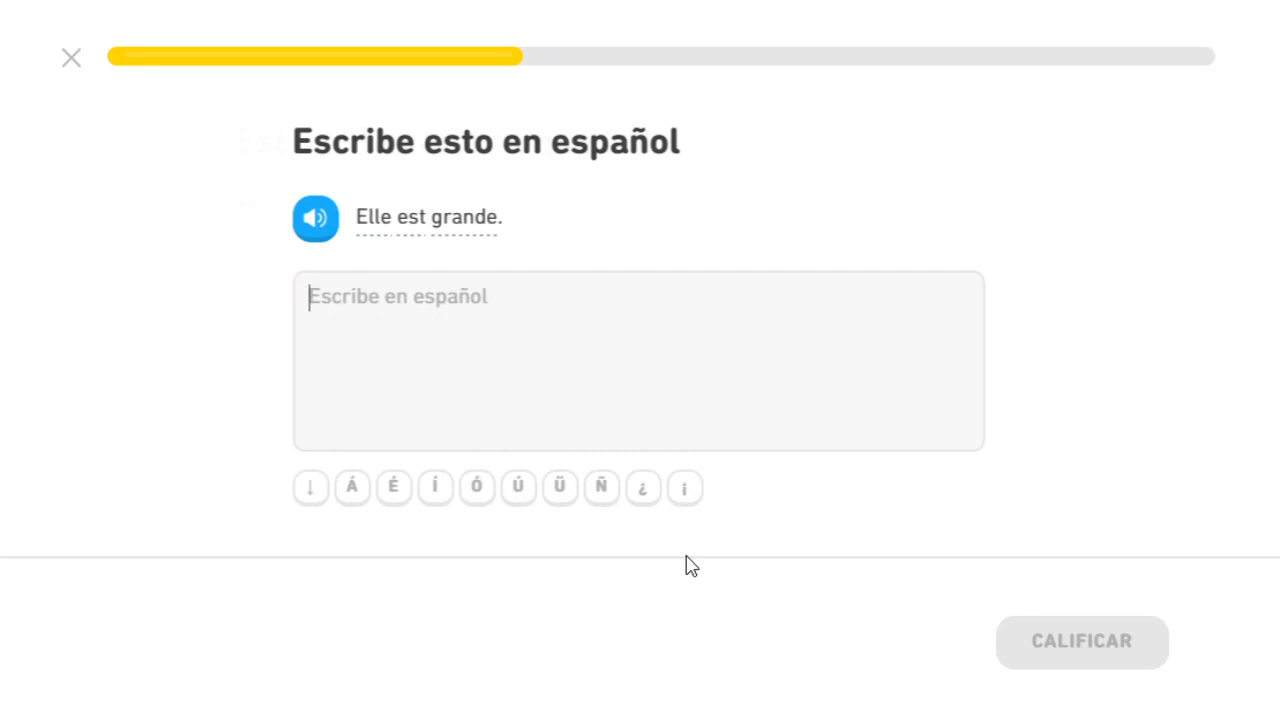 Escribe esto en español
Elle est grande.
Escribe en español
↓ Á É Í Ó Ú Ü Ñ ¿ ¡
CALIFICAR